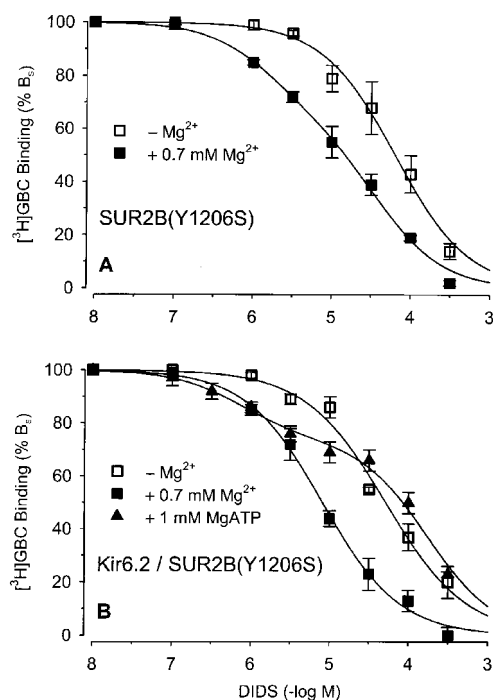 [³H]GBC Binding (% Bs)
100
80
60
40
20
0
– Mg²⁺
+ 0.7 mM Mg²⁺
SUR2B(Y1206S)
A
8 7 6 5 4 3
[³H]GBC Binding (% Bs)
100
80
60
40
20
0
– Mg²⁺
+ 0.7 mM Mg²⁺
+ 1 mM MgATP
Kir6.2 / SUR2B(Y1206S)
B
8 7 6 5 4 3
DIDS (-log M)